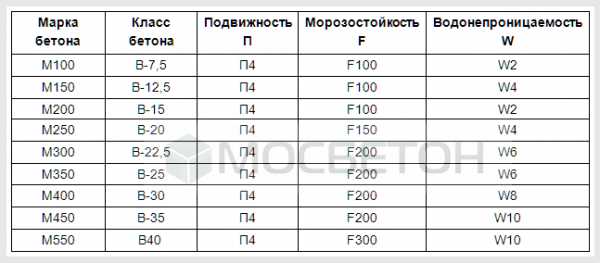 Марка бетона | Класс бетона | Подвижность П | Морозостойкость F | Водонепроницаемость W
М100 | В-7,5 | П4 | F100 | W2
М150 | В-12,5 | П4 | F100 | W4
М200 | В-15 | П4 | F100 | W2
М250 | В-20 | П4 | F150 | W4
М300 | В-22,5 | П4 | F200 | W6
М350 | В-25 | П4 | F200 | W6
М400 | В-30 | П4 | F200 | W8
М450 | В-35 | П4 | F200 | W10
М550 | В40 | П4 | F300 | W10
МОСБЕТОН